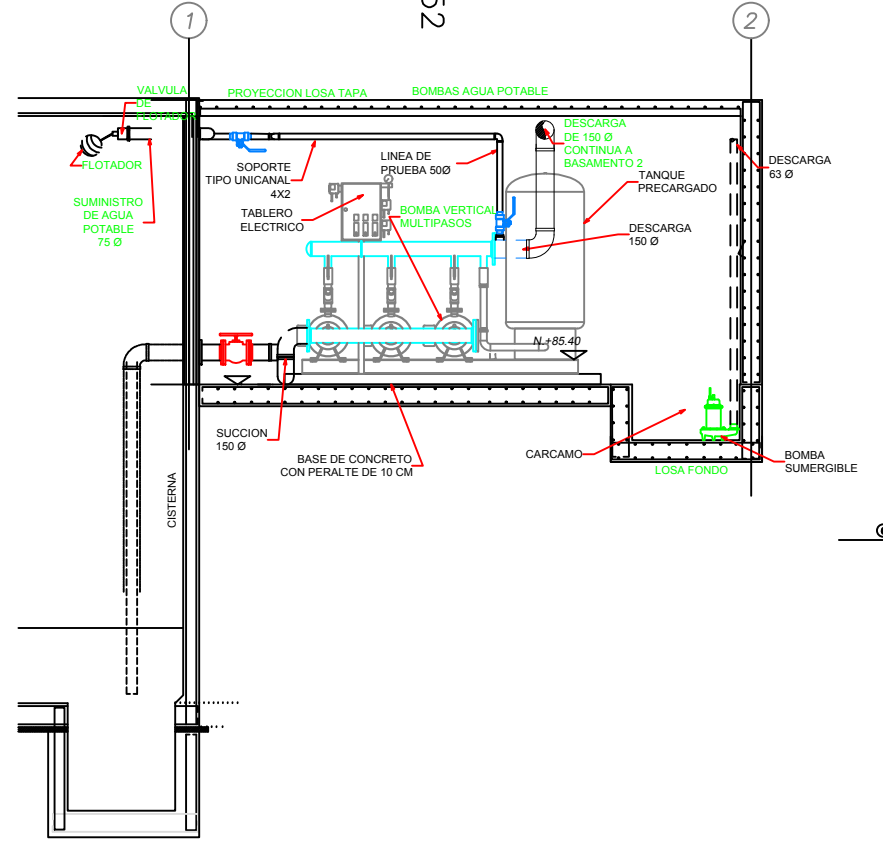 1
52
2
VALVULA
DE
FLOTADOR
PROYECCION LOSA TAPA
BOMBAS AGUA POTABLE
FLOTADOR
SUMINISTRO
DE AGUA
POTABLE
75 Ø
SOPORTE
TIPO UNICANAL
4X2
LINEA DE
PRUEBA 50Ø
DESCARGA
DE 150 Ø
CONTINUA A
BASAMENTO 2
DESCARGA
63 Ø
TANQUE
PRECARGADO
TABLERO
ELECTRICO
BOMBA VERTICAL
MULTIPASOS
DESCARGA
150 Ø
N.+85.40
SUCCION
150 Ø
BASE DE CONCRETO
CON PERALTE DE 10 CM
CARCAMO
LOSA FONDO
BOMBA
SUMERGIBLE
CISTERNA